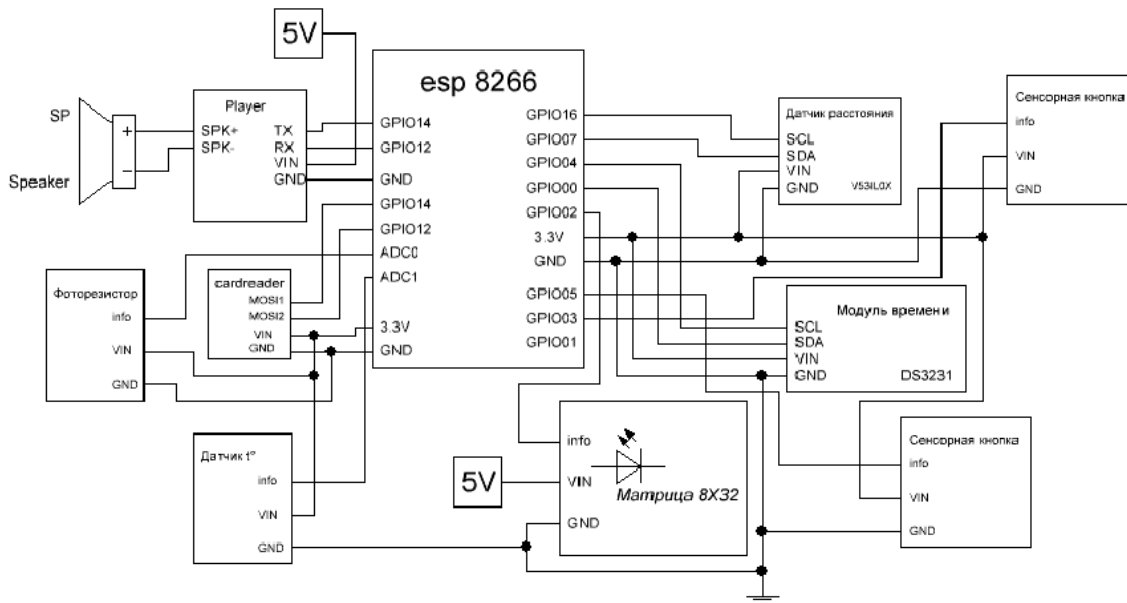 5V
esp 8266
SP
Speaker
+
−
Player
SPK+
SPK-
TX
RX
VIN
GND
GPIO14
GPIO12
GND
GPIO14
GPIO12
ADC0
ADC1
3.3V
GND
GPIO16
GPIO07
GPIO04
GPIO00
GPIO02
3.3V
GND
GPIO05
GPIO03
GPIO01
Датчик расстояния
SCL
SDA
VIN
GND
V53IL0X
Сенсорная кнопка
info
VIN
GND
Фоторезистор
info
VIN
GND
cardreader
MOSI1
MOSI2
VIN
GND
Модуль времени
SCL
SDA
VIN
GND
DS3231
Датчик t°
info
VIN
GND
5V
info
VIN
GND
Матрица 8X32
Сенсорная кнопка
info
VIN
GND